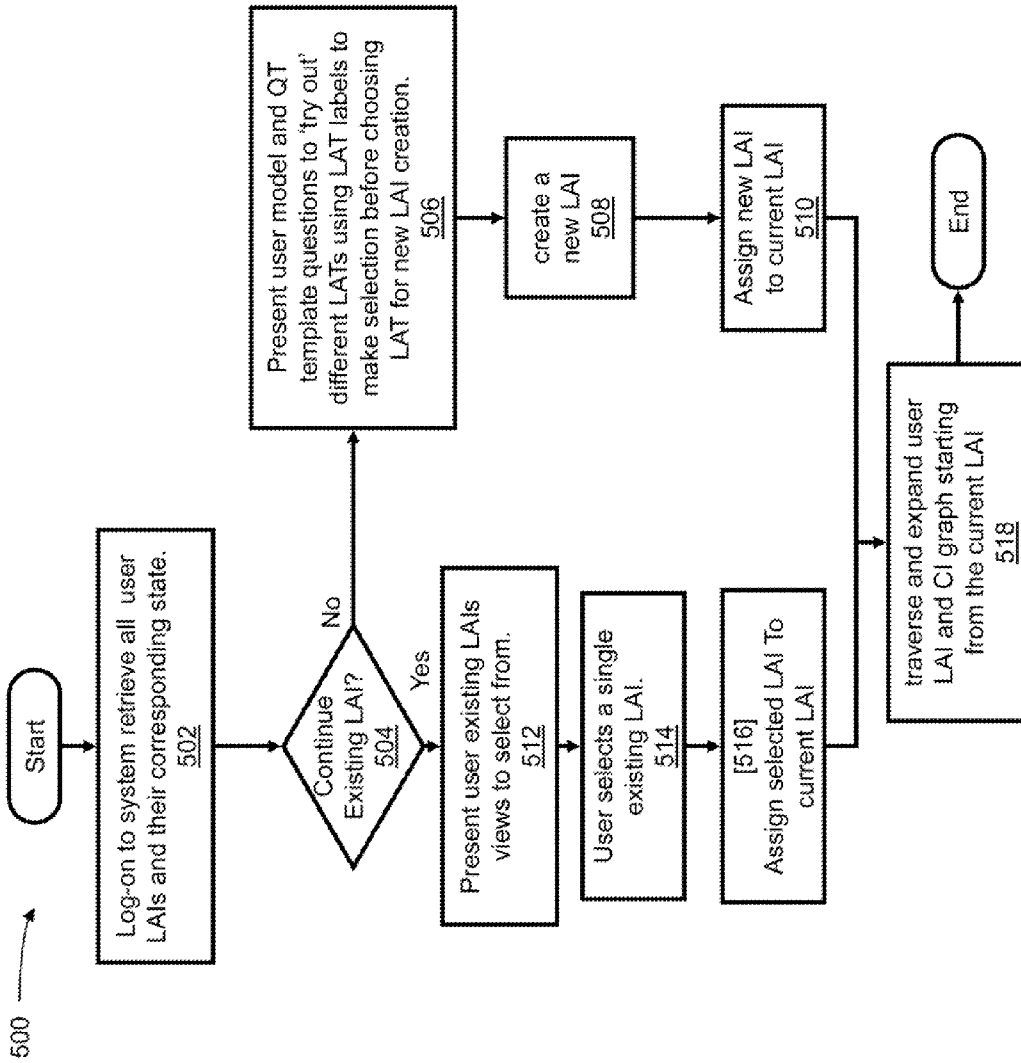 500
Start
Log-on to system retrieve all user
LAIs and their corresponding state.
502
Continue
Existing LAI?
504
No
Yes
Present user model and QT
template questions to 'try out'
different LATs using LAT labels to
make selection before choosing
LAT for new LAI creation.
506
create a
new LAI
508
Assign new LAI
to current LAI
510
Present user existing LAIs
views to select from.
512
User selects a single
existing LAI.
514
[516]
Assign selected LAI To
current LAI
traverse and expand user
LAI and CI graph starting
from the current LAI
518
End